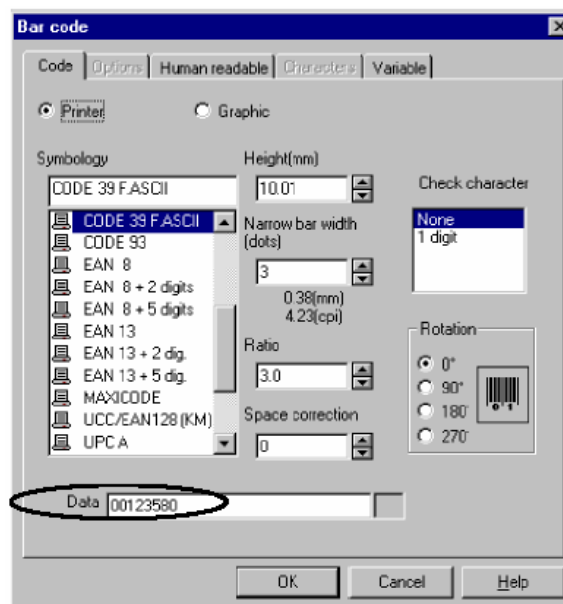 Bar code
Code Options Human readable Characters Variable
Printer Graphic
Symbology
CODE 39 F.ASCII
CODE 39 F.ASCII
CODE 93
EAN 8
EAN 8 + 2 digits
EAN 8 + 5 digits
EAN 13
EAN 13 + 2 dig.
EAN 13 + 5 dig.
MAXICODE
UCC/EAN128 (KM)
UPC A
Height(mm)
10.01
Narrow bar width
(dots)
3
0.38(mm)
4.23(cpi)
Ratio
3.0
Space correction
0
Check character
None
1 digit
Rotation
0°
90°
180°
270°
0 1
Data 00123580
OK Cancel Help